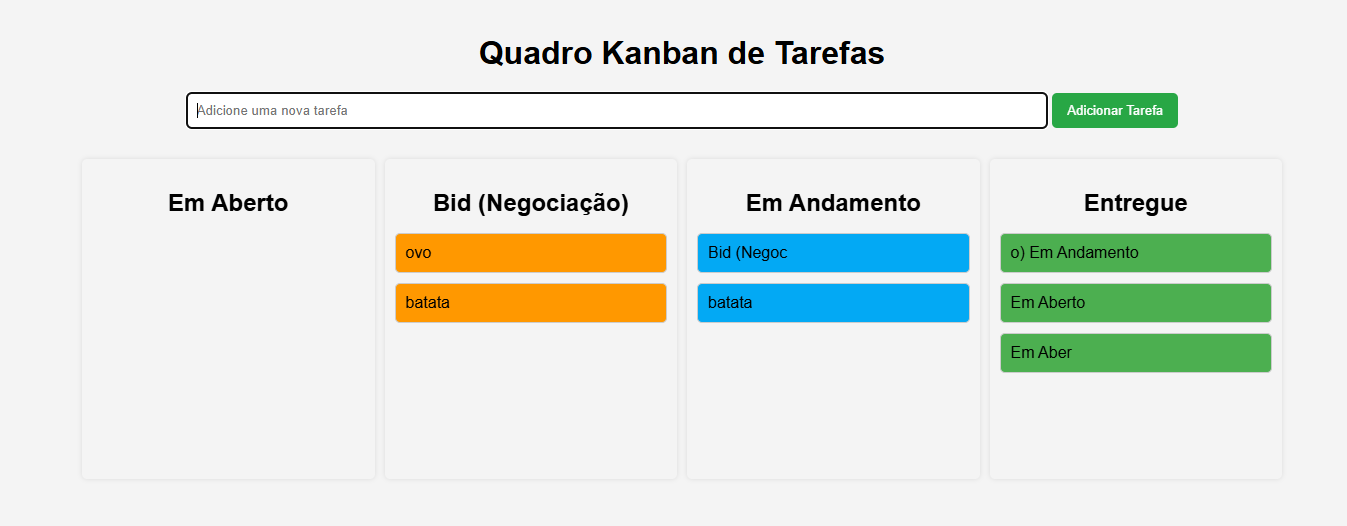 Quadro Kanban de Tarefas
Adicione uma nova tarefa
Adicionar Tarefa
Em Aberto
Bid (Negociação)
ovo
batata
Em Andamento
Bid (Negoc
batata
Entregue
o) Em Andamento
Em Aberto
Em Aber